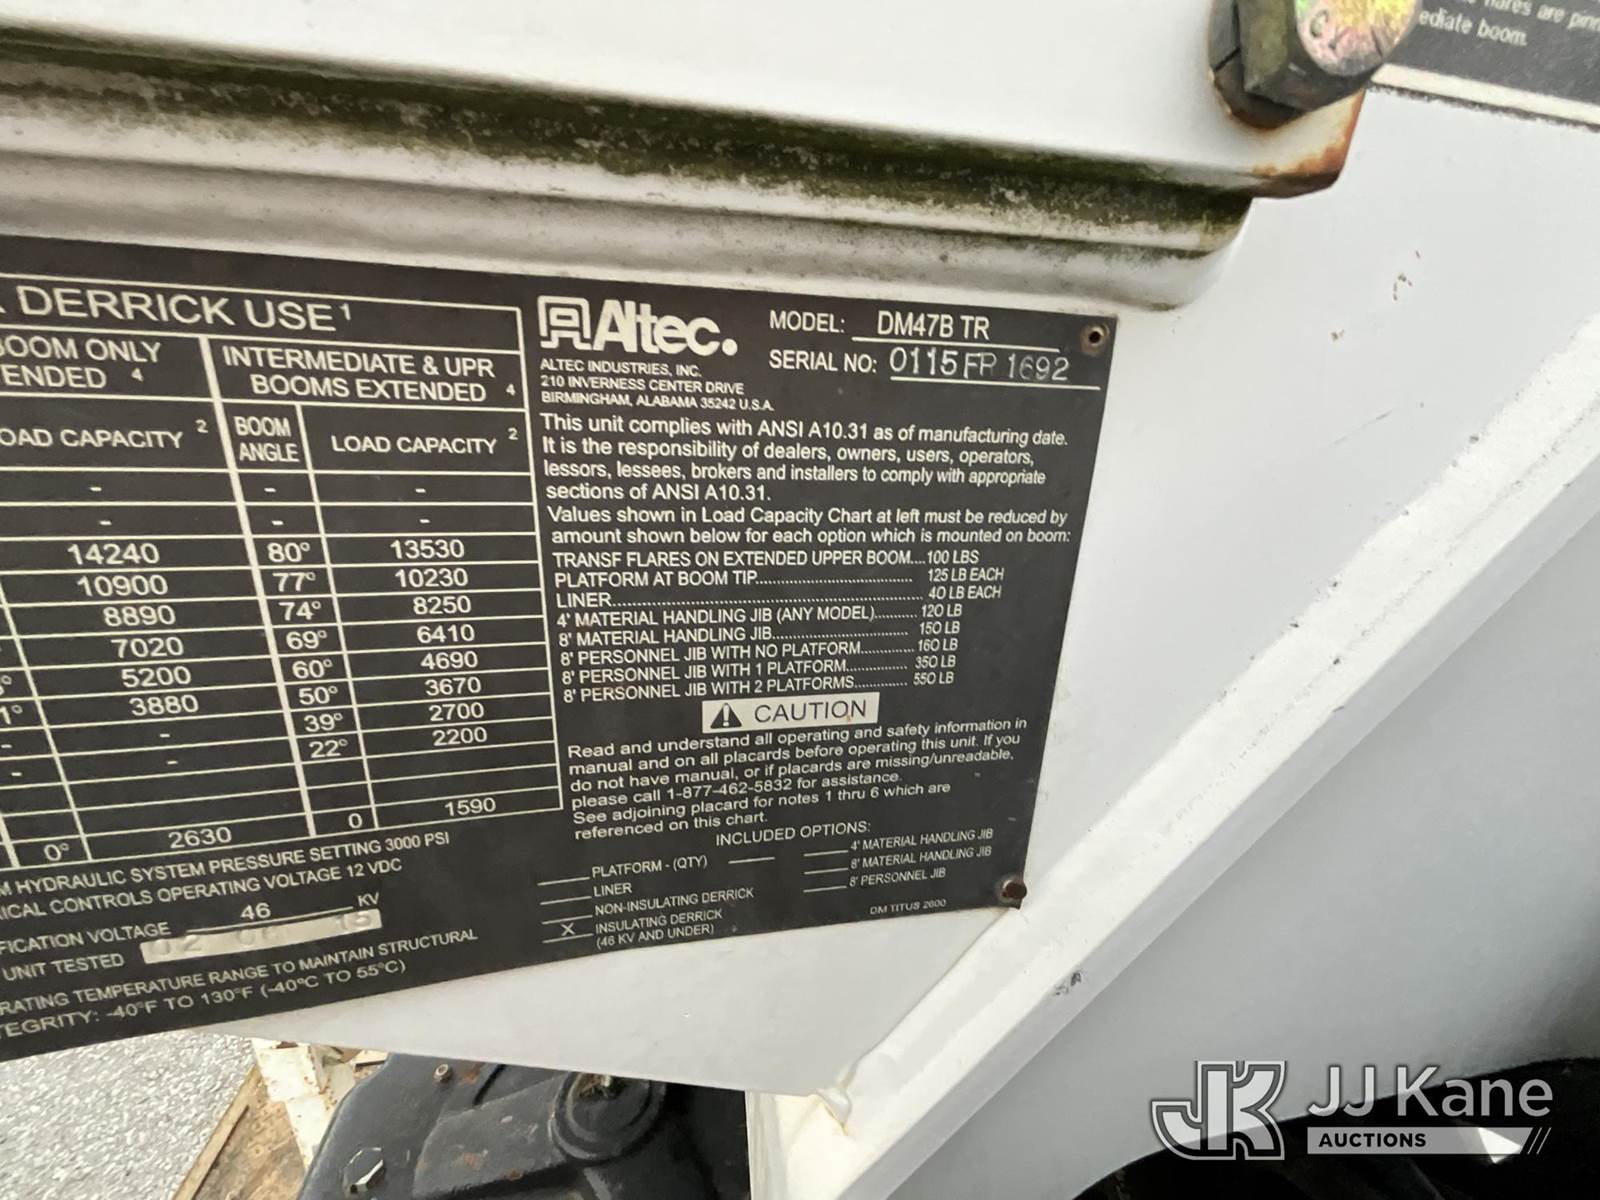 ediate boom.
DERRICK USE 1
BOOM ONLY
ENDED 4
INTERMEDIATE & UPR
BOOMS EXTENDED 4
OAD CAPACITY 2
BOOM
ANGLE
LOAD CAPACITY 2
- - -
- - -
14240 80° 13530
10900 77° 10230
8890 74° 8250
7020 69° 6410
5200 60° 4690
1° 3880 50° 3670
- - 39° 2700
- - 22° 2200
0° 2630 0 1590
M HYDRAULIC SYSTEM PRESSURE SETTING 3000 PSI
ICAL CONTROLS OPERATING VOLTAGE 12 VDC
FICATION VOLTAGE 46 KV
UNIT TESTED 02 15
RATING TEMPERATURE RANGE TO MAINTAIN STRUCTURAL
TEGRITY: -40°F TO 130°F (-40°C TO 55°C)
Altec.
MODEL: DM47B TR
SERIAL NO: 0115FR 1692
ALTEC INDUSTRIES, INC.
210 INVERNESS CENTER DRIVE
BIRMINGHAM, ALABAMA 35242 U.S.A.
This unit complies with ANSI A10.31 as of manufacturing date.
It is the responsibility of dealers, owners, users, operators,
lessors, lessees, brokers and installers to comply with appropriate
sections of ANSI A10.31.
Values shown in Load Capacity Chart at left must be reduced by
amount shown below for each option which is mounted on boom:
TRANSF FLARES ON EXTENDED UPPER BOOM....100 LBS
PLATFORM AT BOOM TIP.................... 125 LB EACH
LINER.................... 40 LB EACH
4' MATERIAL HANDLING JIB (ANY MODEL).......... 120 LB
8' MATERIAL HANDLING JIB.................... 150 LB
8' PERSONNEL JIB WITH NO PLATFORM.............160 LB
8' PERSONNEL JIB WITH 1 PLATFORM............... 350 LB
8' PERSONNEL JIB WITH 2 PLATFORMS............. 550 LB
CAUTION
Read and understand all operating and safety information in
manual and on all placards before operating this unit. If you
do not have manual, or if placards are missing/unreadable,
please call 1-877-462-5832 for assistance.
See adjoining placard for notes 1 thru 6 which are
referenced on this chart.
INCLUDED OPTIONS:
PLATFORM - (QTY)
LINER
NON-INSULATING DERRICK
X INSULATING DERRICK
(46 KV AND UNDER)
4' MATERIAL HANDLING JIB
8' MATERIAL HANDLING JIB
8' PERSONNEL JIB
DM TITUS 2600
JK JJ Kane
AUCTIONS